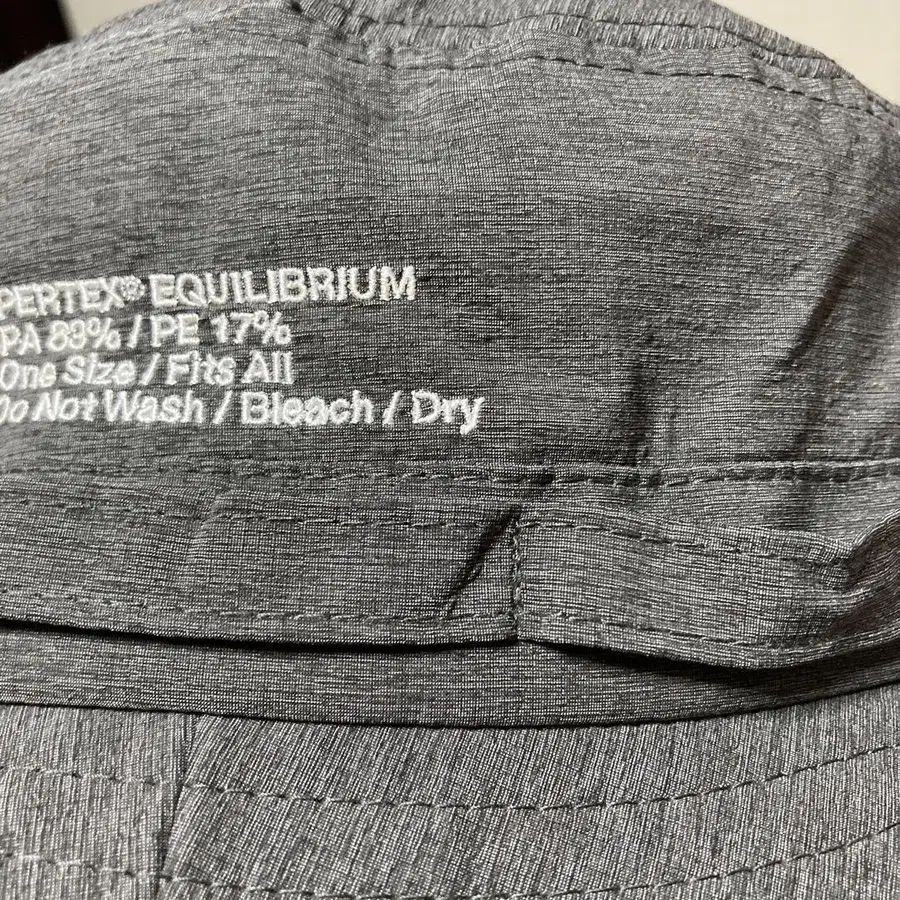 PERTEX® EQUILIBRIUM
PA 83% / PE 17%
One Size / Fits All
Do Not Wash / Bleach / Dry